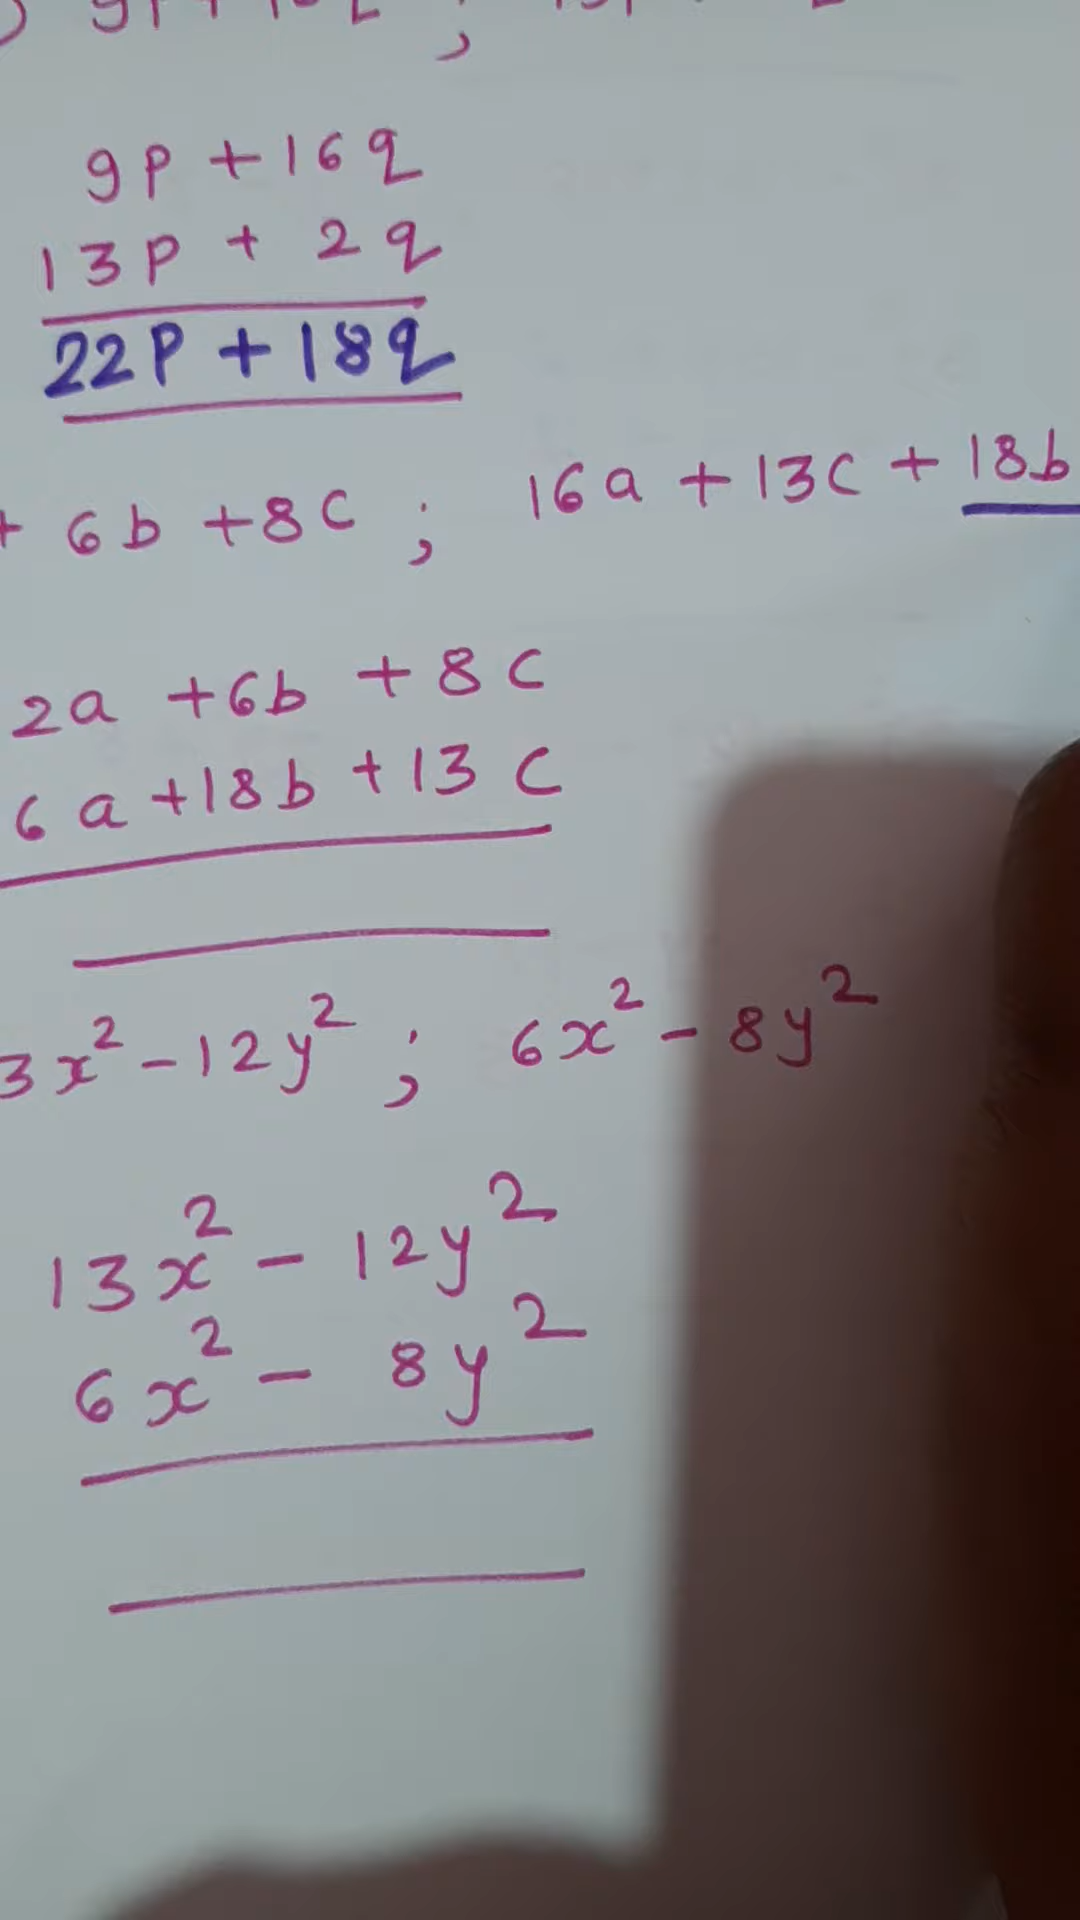 9p + 16q
13p + 2q
22p + 18q
+ 6b + 8c ; 16a + 13c + 18b
2a + 6b + 8c
6a + 18b + 13c
3x² - 12y² ; 6x² - 8y²
13x² - 12y²
6x² - 8y²